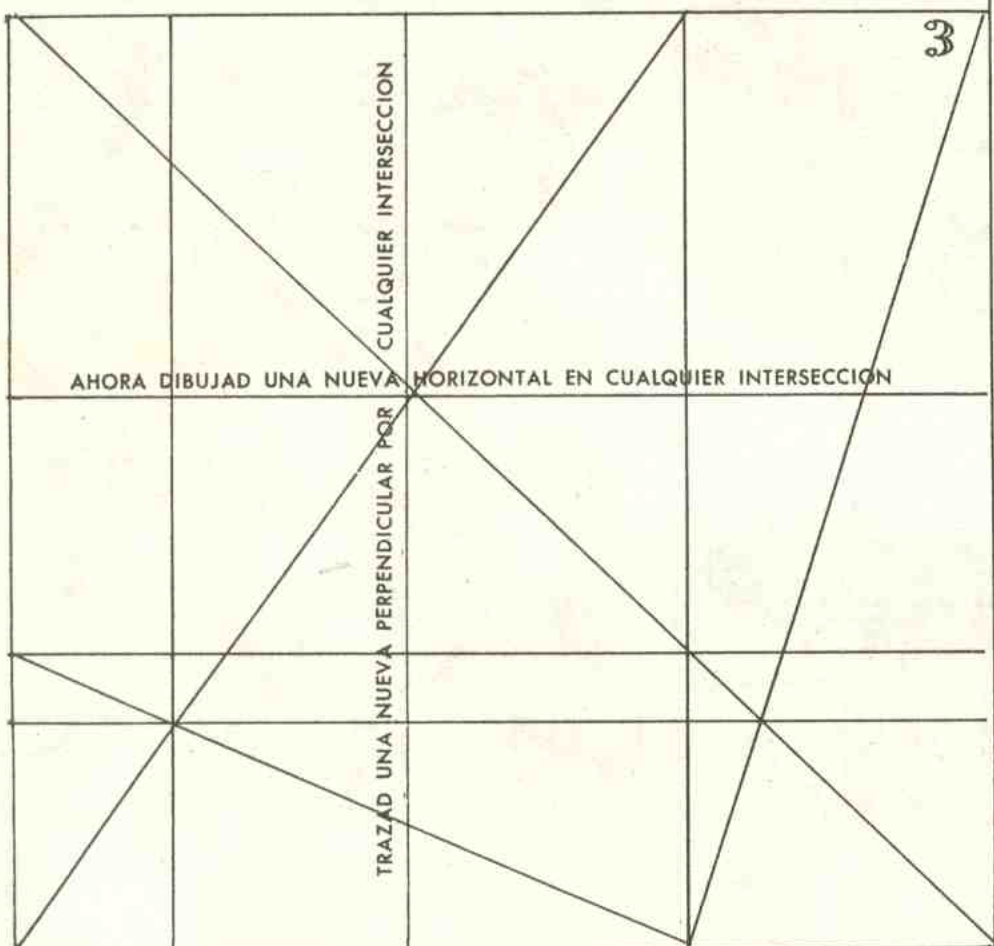 3
TRAZAD UNA NUEVA PERPENDICULAR POR CUALQUIER INTERSECCION
AHORA DIBUJAD UNA NUEVA HORIZONTAL EN CUALQUIER INTERSECCION